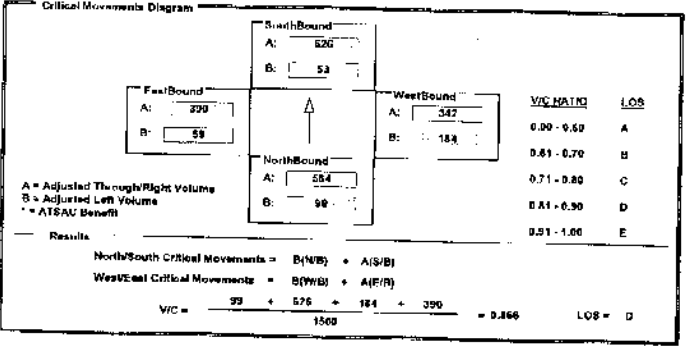 Critical Movements Diagram
SouthBound
A: 626
B: 53
EastBound
A: 390
B: 59
WestBound
A: 342
B: 184
NorthBound
A: 564
B: 99
A = Adjusted Through/Right Volume
B = Adjusted Left Volume
* = ATSAC Benefit
V/C RATIO LOS
0.00 - 0.60 A
0.61 - 0.70 B
0.71 - 0.80 C
0.81 - 0.90 D
0.91 - 1.00 E
Results
North/South Critical Movements = B(N/B) + A(S/B)
West/East Critical Movements = B(W/B) + A(E/B)
V/C = 99 + 626 + 184 + 390
1500
= 0.866 LOS = D